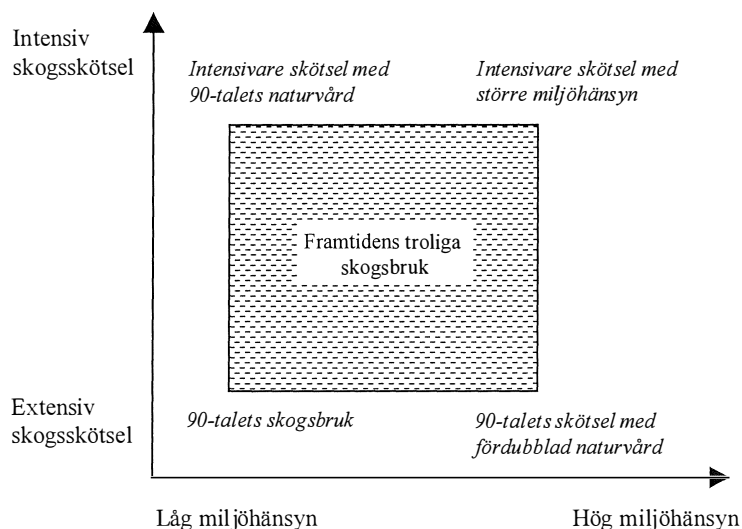 Intensiv
skogsskötsel
Intensivare skötsel med
90-talets naturvård
Intensivare skötsel med
större miljöhänsyn
Framtidens troliga
skogsbruk
Extensiv
skogsskötsel
90-talets skogsbruk
90-talets skötsel med
fördubblad naturvård
Låg miljöhänsyn
Hög miljöhänsyn